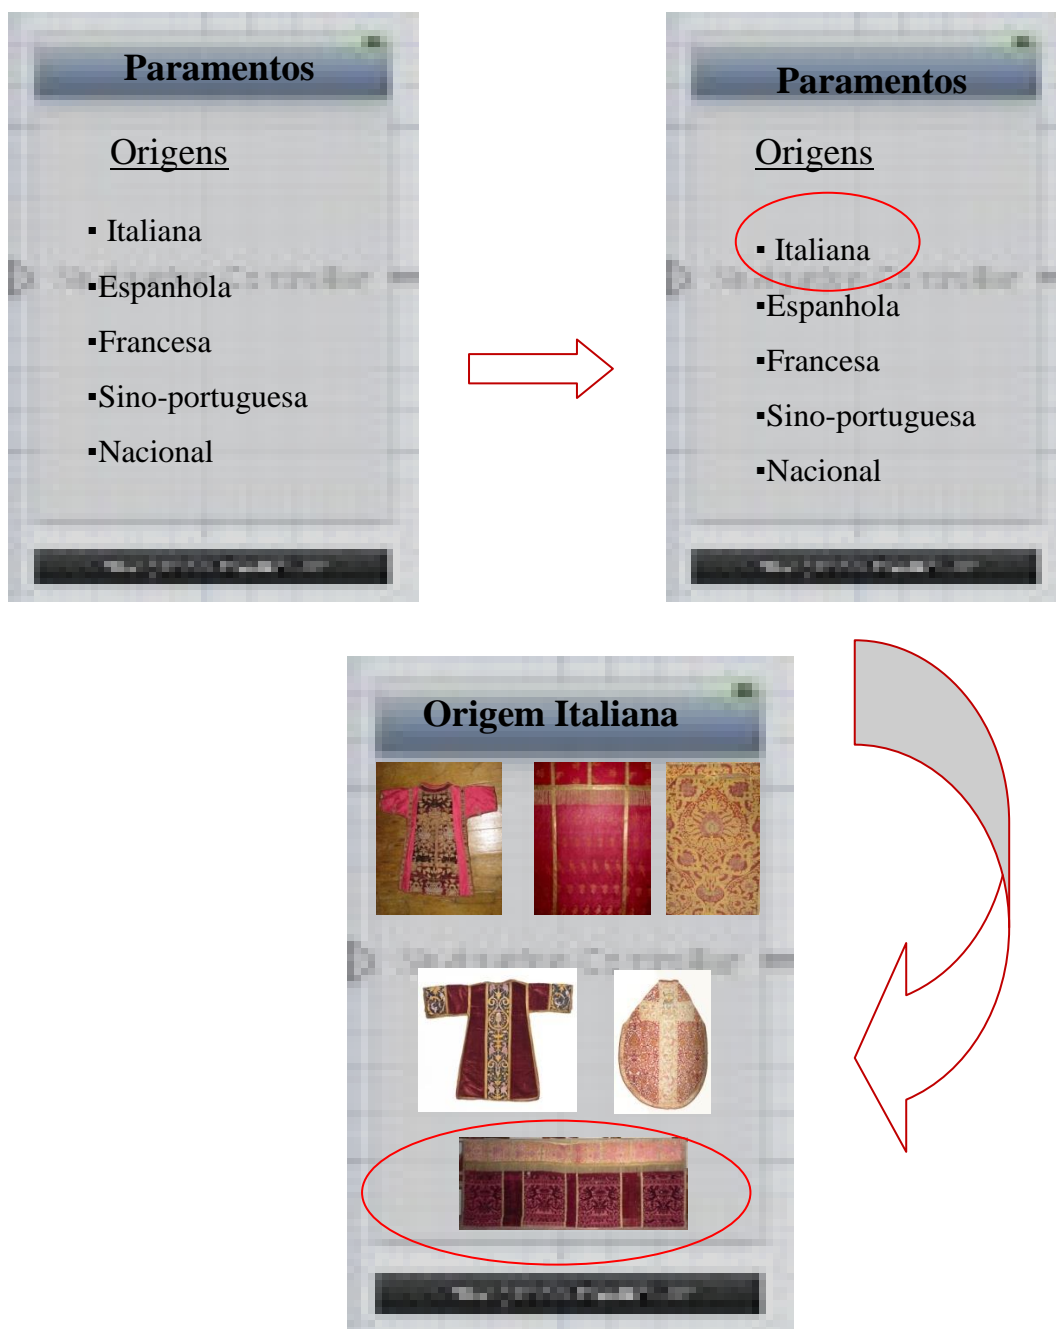 Paramentos
Origens
▪ Italiana
▪Espanhola
▪Francesa
▪Sino-portuguesa
▪Nacional
Paramentos
Origens
▪ Italiana
▪Espanhola
▪Francesa
▪Sino-portuguesa
▪Nacional
Origem Italiana